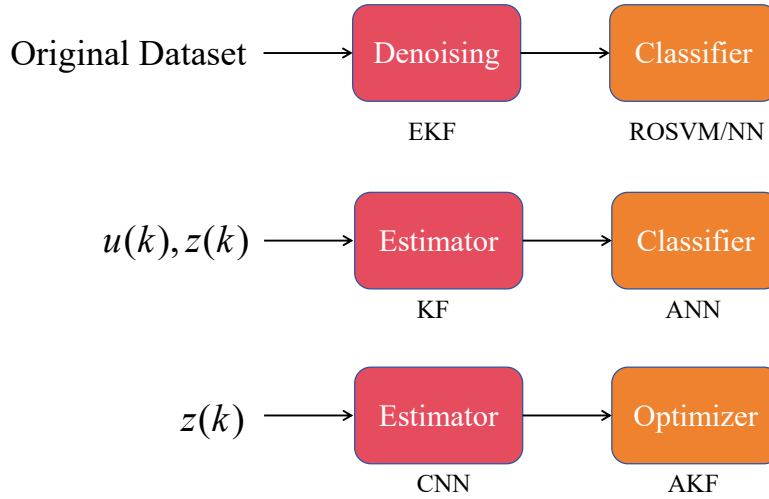 Original Dataset Denoising Classifier
EKF ROSVM/NN
u(k), z(k) Estimator Classifier
KF ANN
z(k) Estimator Optimizer
CNN AKF